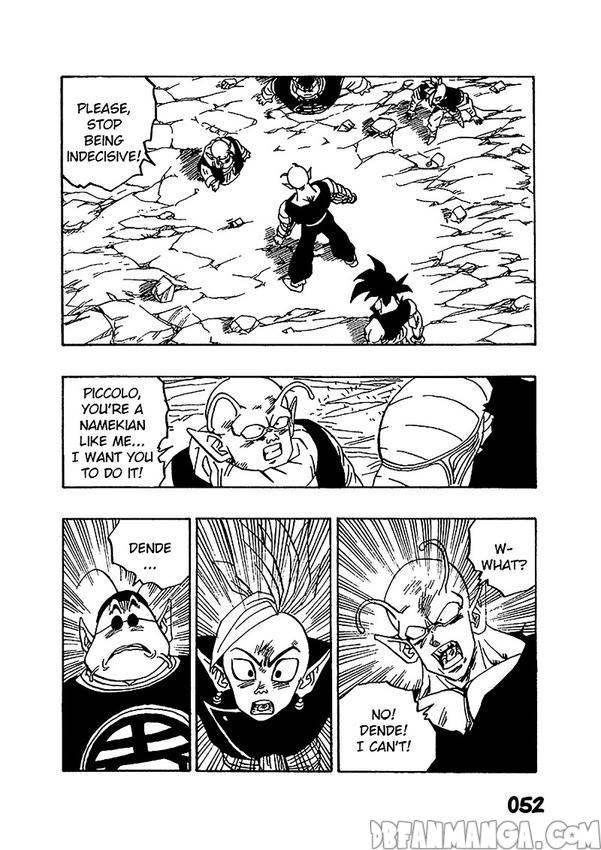 PLEASE,
STOP
BEING
INDECISIVE!
PICCOLO,
YOU'RE A
NAMEKIAN
LIKE ME...
I WANT YOU
TO DO IT!
W-
WHAT?
NO!
DENDE!
I CAN'T!
DENDE
...
052
DBFANMANGA.COM